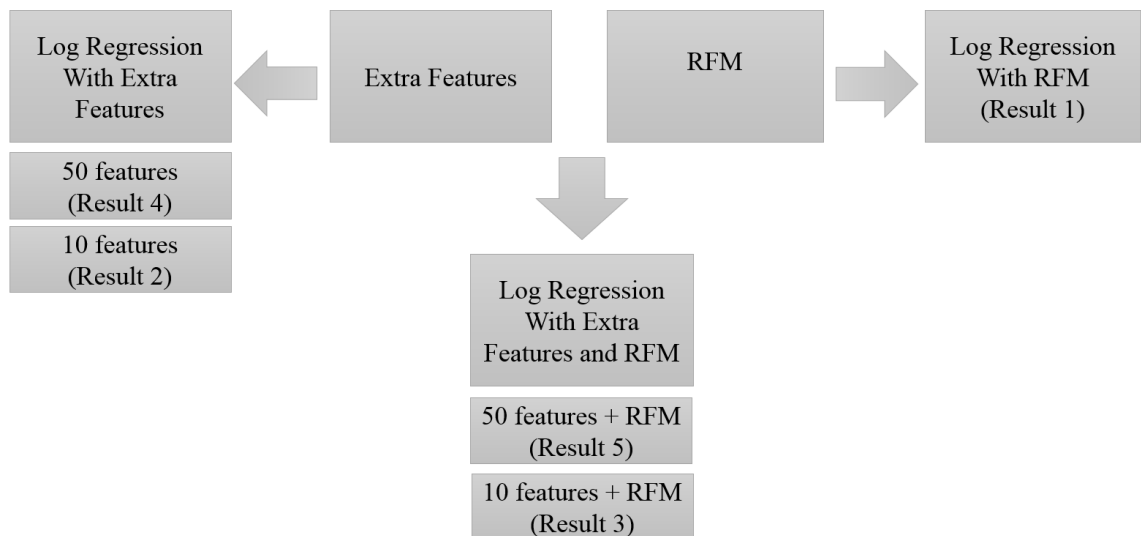 Log Regression
With Extra
Features
50 features
(Result 4)
10 features
(Result 2)
Extra Features
RFM
Log Regression
With RFM
(Result 1)
Log Regression
With Extra
Features and RFM
50 features + RFM
(Result 5)
10 features + RFM
(Result 3)